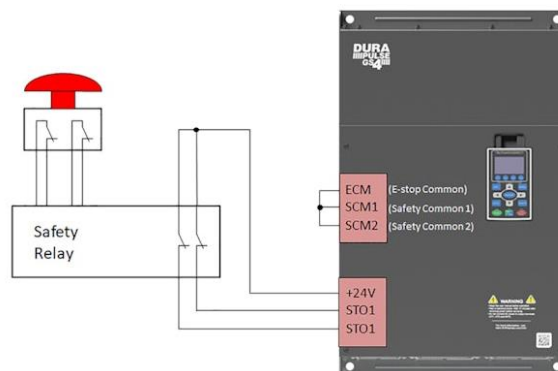 DURA
PULSE
GS4
ECM (E-stop Common)
SCM1 (Safety Common 1)
SCM2 (Safety Common 2)
Safety
Relay
+24V
STO1
STO1
WARNING